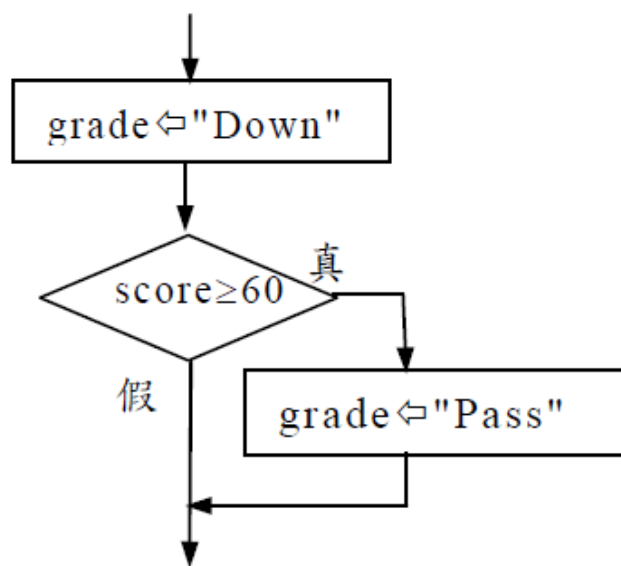 grade⇦"Down"
score≥60
真
假
grade⇦"Pass"